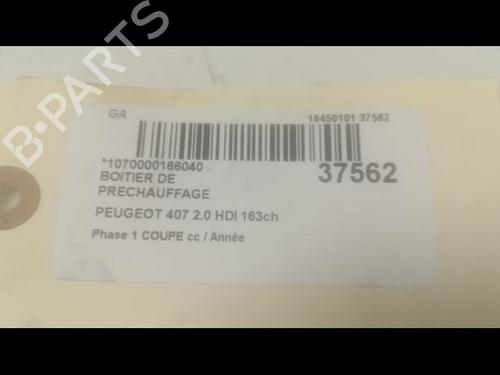 GA
16450101 37562
*1070000166040
BOITIER DE
PRECHAUFFAGE
37562
PEUGEOT 407 2.0 HDI 163ch
Phase 1 COUPE cc / Année
B-PARTS